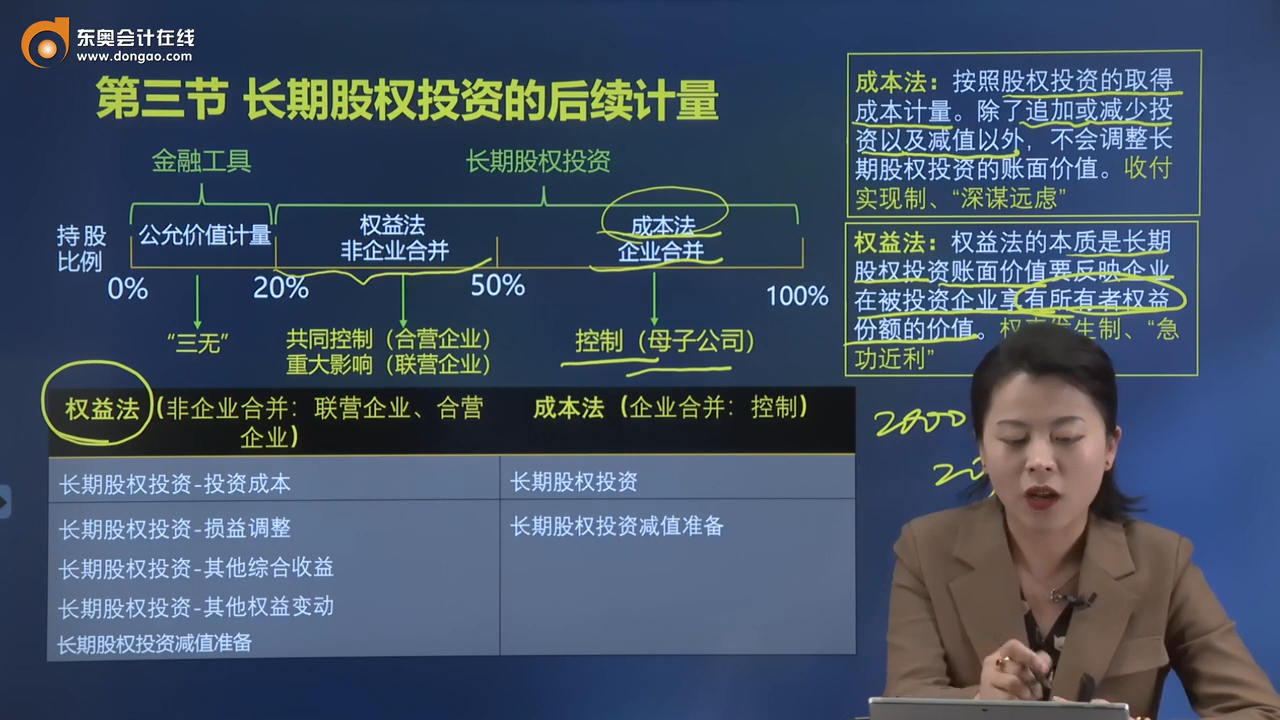 东奥会计在线
www.dongao.com
第三节 长期股权投资的后续计量
金融工具
长期股权投资
持股
比例
公允价值计量
权益法
非企业合并
成本法
企业合并
0%
20%
50%
100%
“三无”
共同控制（合营企业）
重大影响（联营企业）
控制（母子公司）
成本法：按照股权投资的取得
成本计量。除了追加或减少投
资以及减值以外，不会调整长
期股权投资的账面价值。收付
实现制、“深谋远虑”
权益法：权益法的本质是长期
股权投资账面价值要反映企业
在被投资企业享有所有者权益
份额的价值。发生制、“急
功近利”
权益法（非企业合并：联营企业、合营
企业）
成本法（企业合并：控制）
长期股权投资-投资成本
长期股权投资
长期股权投资-损益调整
长期股权投资减值准备
长期股权投资-其他综合收益
长期股权投资-其他权益变动
长期股权投资减值准备
2000